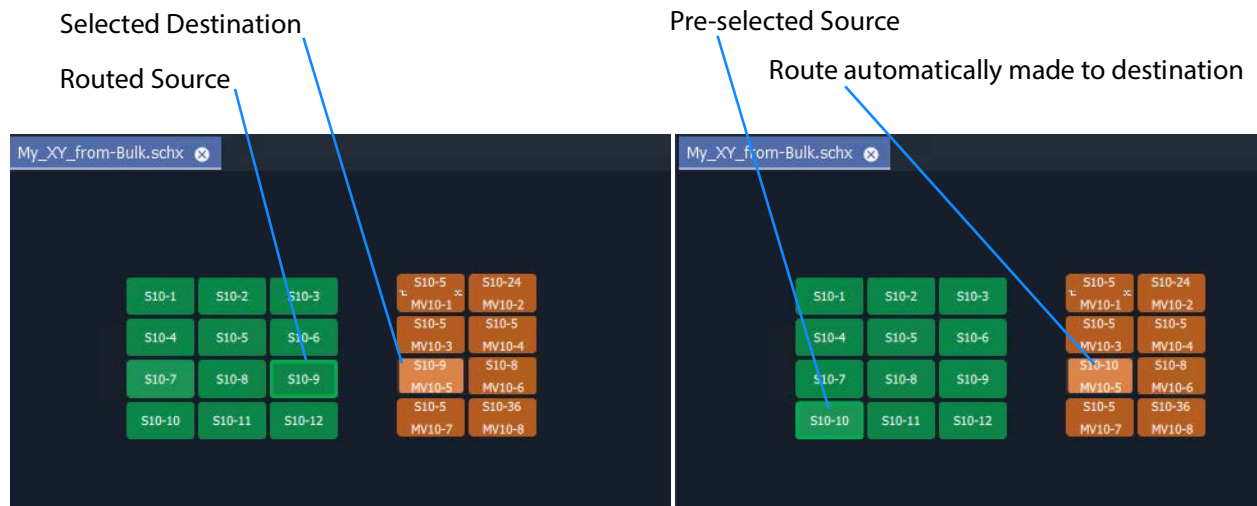 Selected Destination
Routed Source
Pre-selected Source
Route automatically made to destination
My_XY_from-Bulk.schx
S10-1 S10-2 S10-3
S10-4 S10-5 S10-6
S10-7 S10-8 S10-9
S10-10 S10-11 S10-12
S10-5 S10-24
MV10-1 MV10-2
S10-5 S10-5
MV10-3 MV10-4
S10-9 S10-8
MV10-5 MV10-6
S10-5 S10-36
MV10-7 MV10-8
My_XY_from-Bulk.schx
S10-1 S10-2 S10-3
S10-4 S10-5 S10-6
S10-7 S10-8 S10-9
S10-10 S10-11 S10-12
S10-5 S10-24
MV10-1 MV10-2
S10-5 S10-5
MV10-3 MV10-4
S10-10 S10-8
MV10-5 MV10-6
S10-5 S10-36
MV10-7 MV10-8